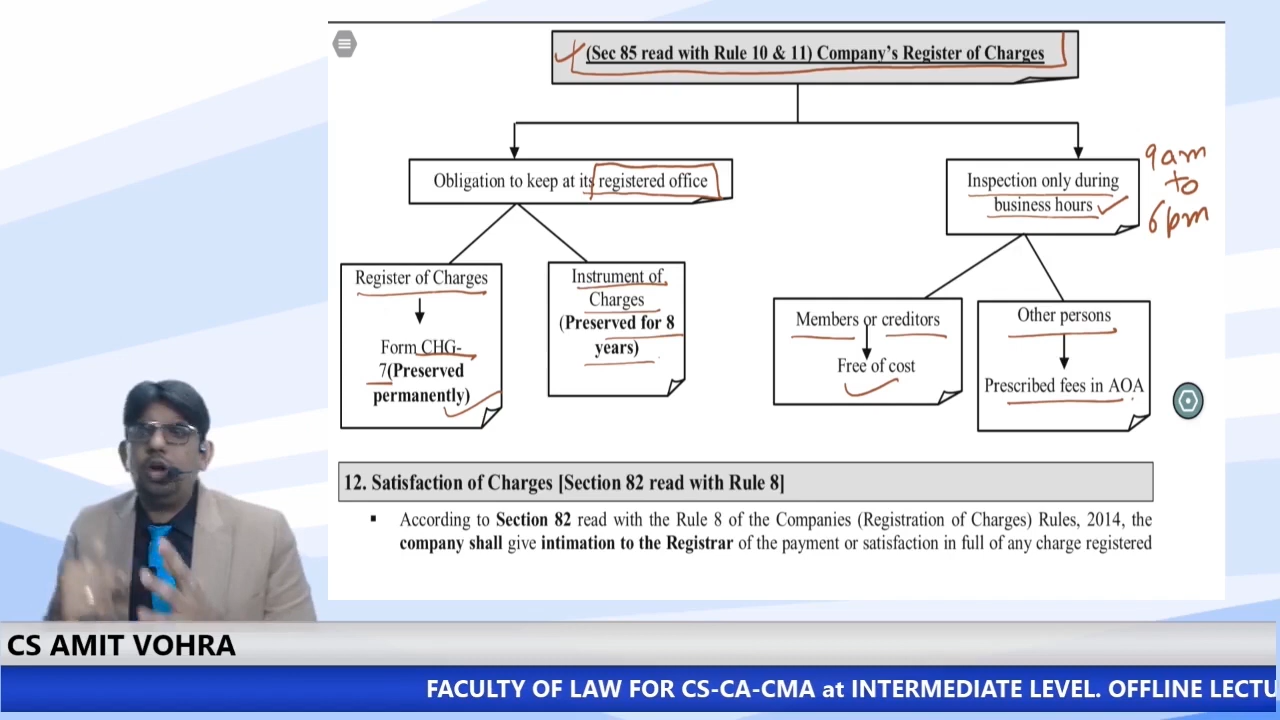 (Sec 85 read with Rule 10 & 11) Company's Register of Charges
Obligation to keep at its registered office
Inspection only during
business hours
9am
to
6pm
Register of Charges
Form CHG-
7(Preserved
permanently)
Instrument of
Charges
(Preserved for 8
years)
Members or creditors
Free of cost
Other persons
Prescribed fees in AOA
12. Satisfaction of Charges [Section 82 read with Rule 8]
▪ According to Section 82 read with the Rule 8 of the Companies (Registration of Charges) Rules, 2014, the
company shall give intimation to the Registrar of the payment or satisfaction in full of any charge registered
CS AMIT VOHRA
FACULTY OF LAW FOR CS-CA-CMA at INTERMEDIATE LEVEL. OFFLINE LECTU